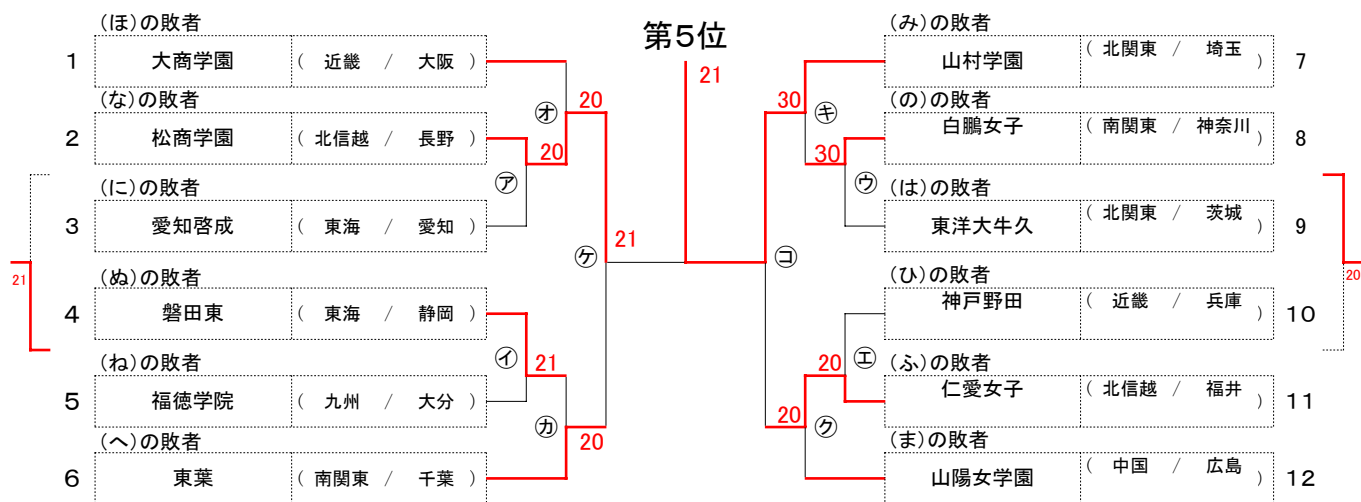 第5位
(ほ)の敗者
1 大商学園 ( 近畿 / 大阪 )
(な)の敗者
2 松商学園 ( 北信越 / 長野 )
(に)の敗者
3 愛知啓成 ( 東海 / 愛知 )
(ぬ)の敗者
4 磐田東 ( 東海 / 静岡 )
(ね)の敗者
5 福徳学院 ( 九州 / 大分 )
(へ)の敗者
6 東葉 ( 南関東 / 千葉 )
21
㋐
20
㋔
20
㋑
21
㋕
20
㋘
21
21
㋙
30
㋖
30
㋒
20
㋓
20
㋗
(み)の敗者
山村学園 ( 北関東 / 埼玉 ) 7
(の)の敗者
白鵬女子 ( 南関東 / 神奈川 ) 8
(は)の敗者
東洋大牛久 ( 北関東 / 茨城 ) 9
(ひ)の敗者
神戸野田 ( 近畿 / 兵庫 ) 10
(ふ)の敗者
仁愛女子 ( 北信越 / 福井 ) 11
(ま)の敗者
山陽女学園 ( 中国 / 広島 ) 12
20